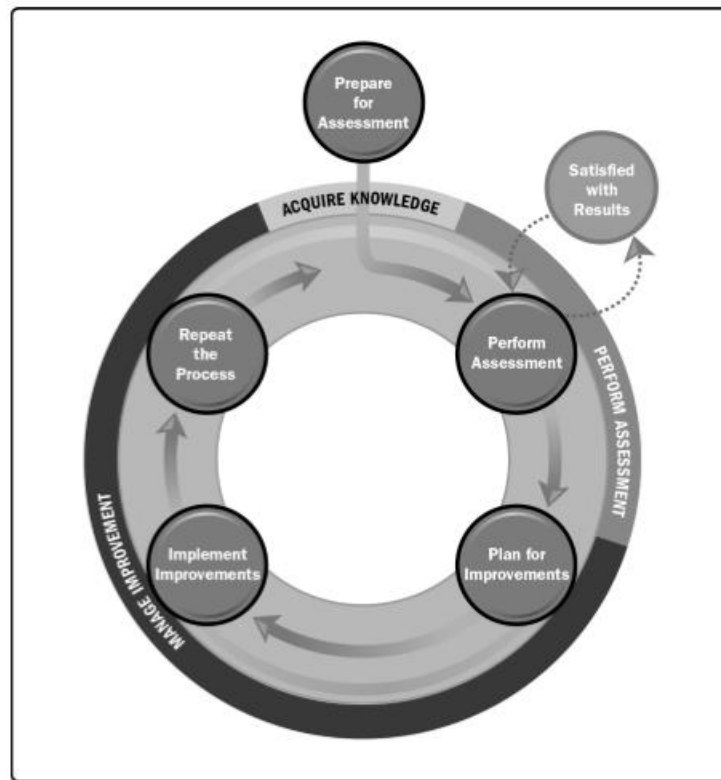 Prepare
for
Assessment
Satisfied
with
Results
ACQUIRE KNOWLEDGE
Repeat
the
Process
Perform
Assessment
PERFORM ASSESSMENT
Implement
Improvements
Plan for
Improvements
MANAGE IMPROVEMENT